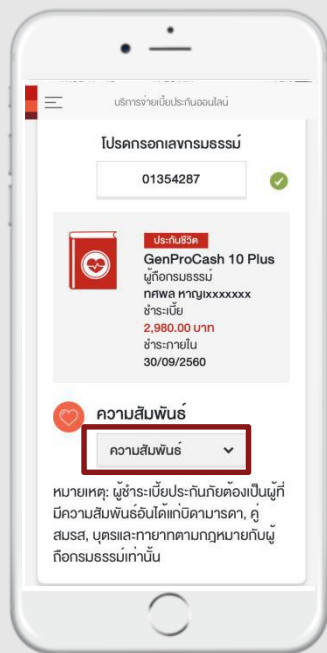 บริการจ่ายเบี้ยประกันออนไลน์
โปรดกรอกเลขกรมธรรม์
01354287
ประกันชีวิต
GenProCash 10 Plus
ผู้ถือกรมธรรม์
ทศพล หาญxxxxxxx
ชำระเบี้ย
2,980.00 บาท
ชำระภายใน
30/09/2560
ความสัมพันธ์
ความสัมพันธ์
หมายเหตุ: ผู้ชำระเบี้ยประกันภัยต้องเป็นผู้ที่
มีความสัมพันธ์อันได้แก่บิดามารดา, คู่
สมรส, บุตรและทายาทตามกฎหมายกับผู้
ถือกรมธรรม์เท่านั้น